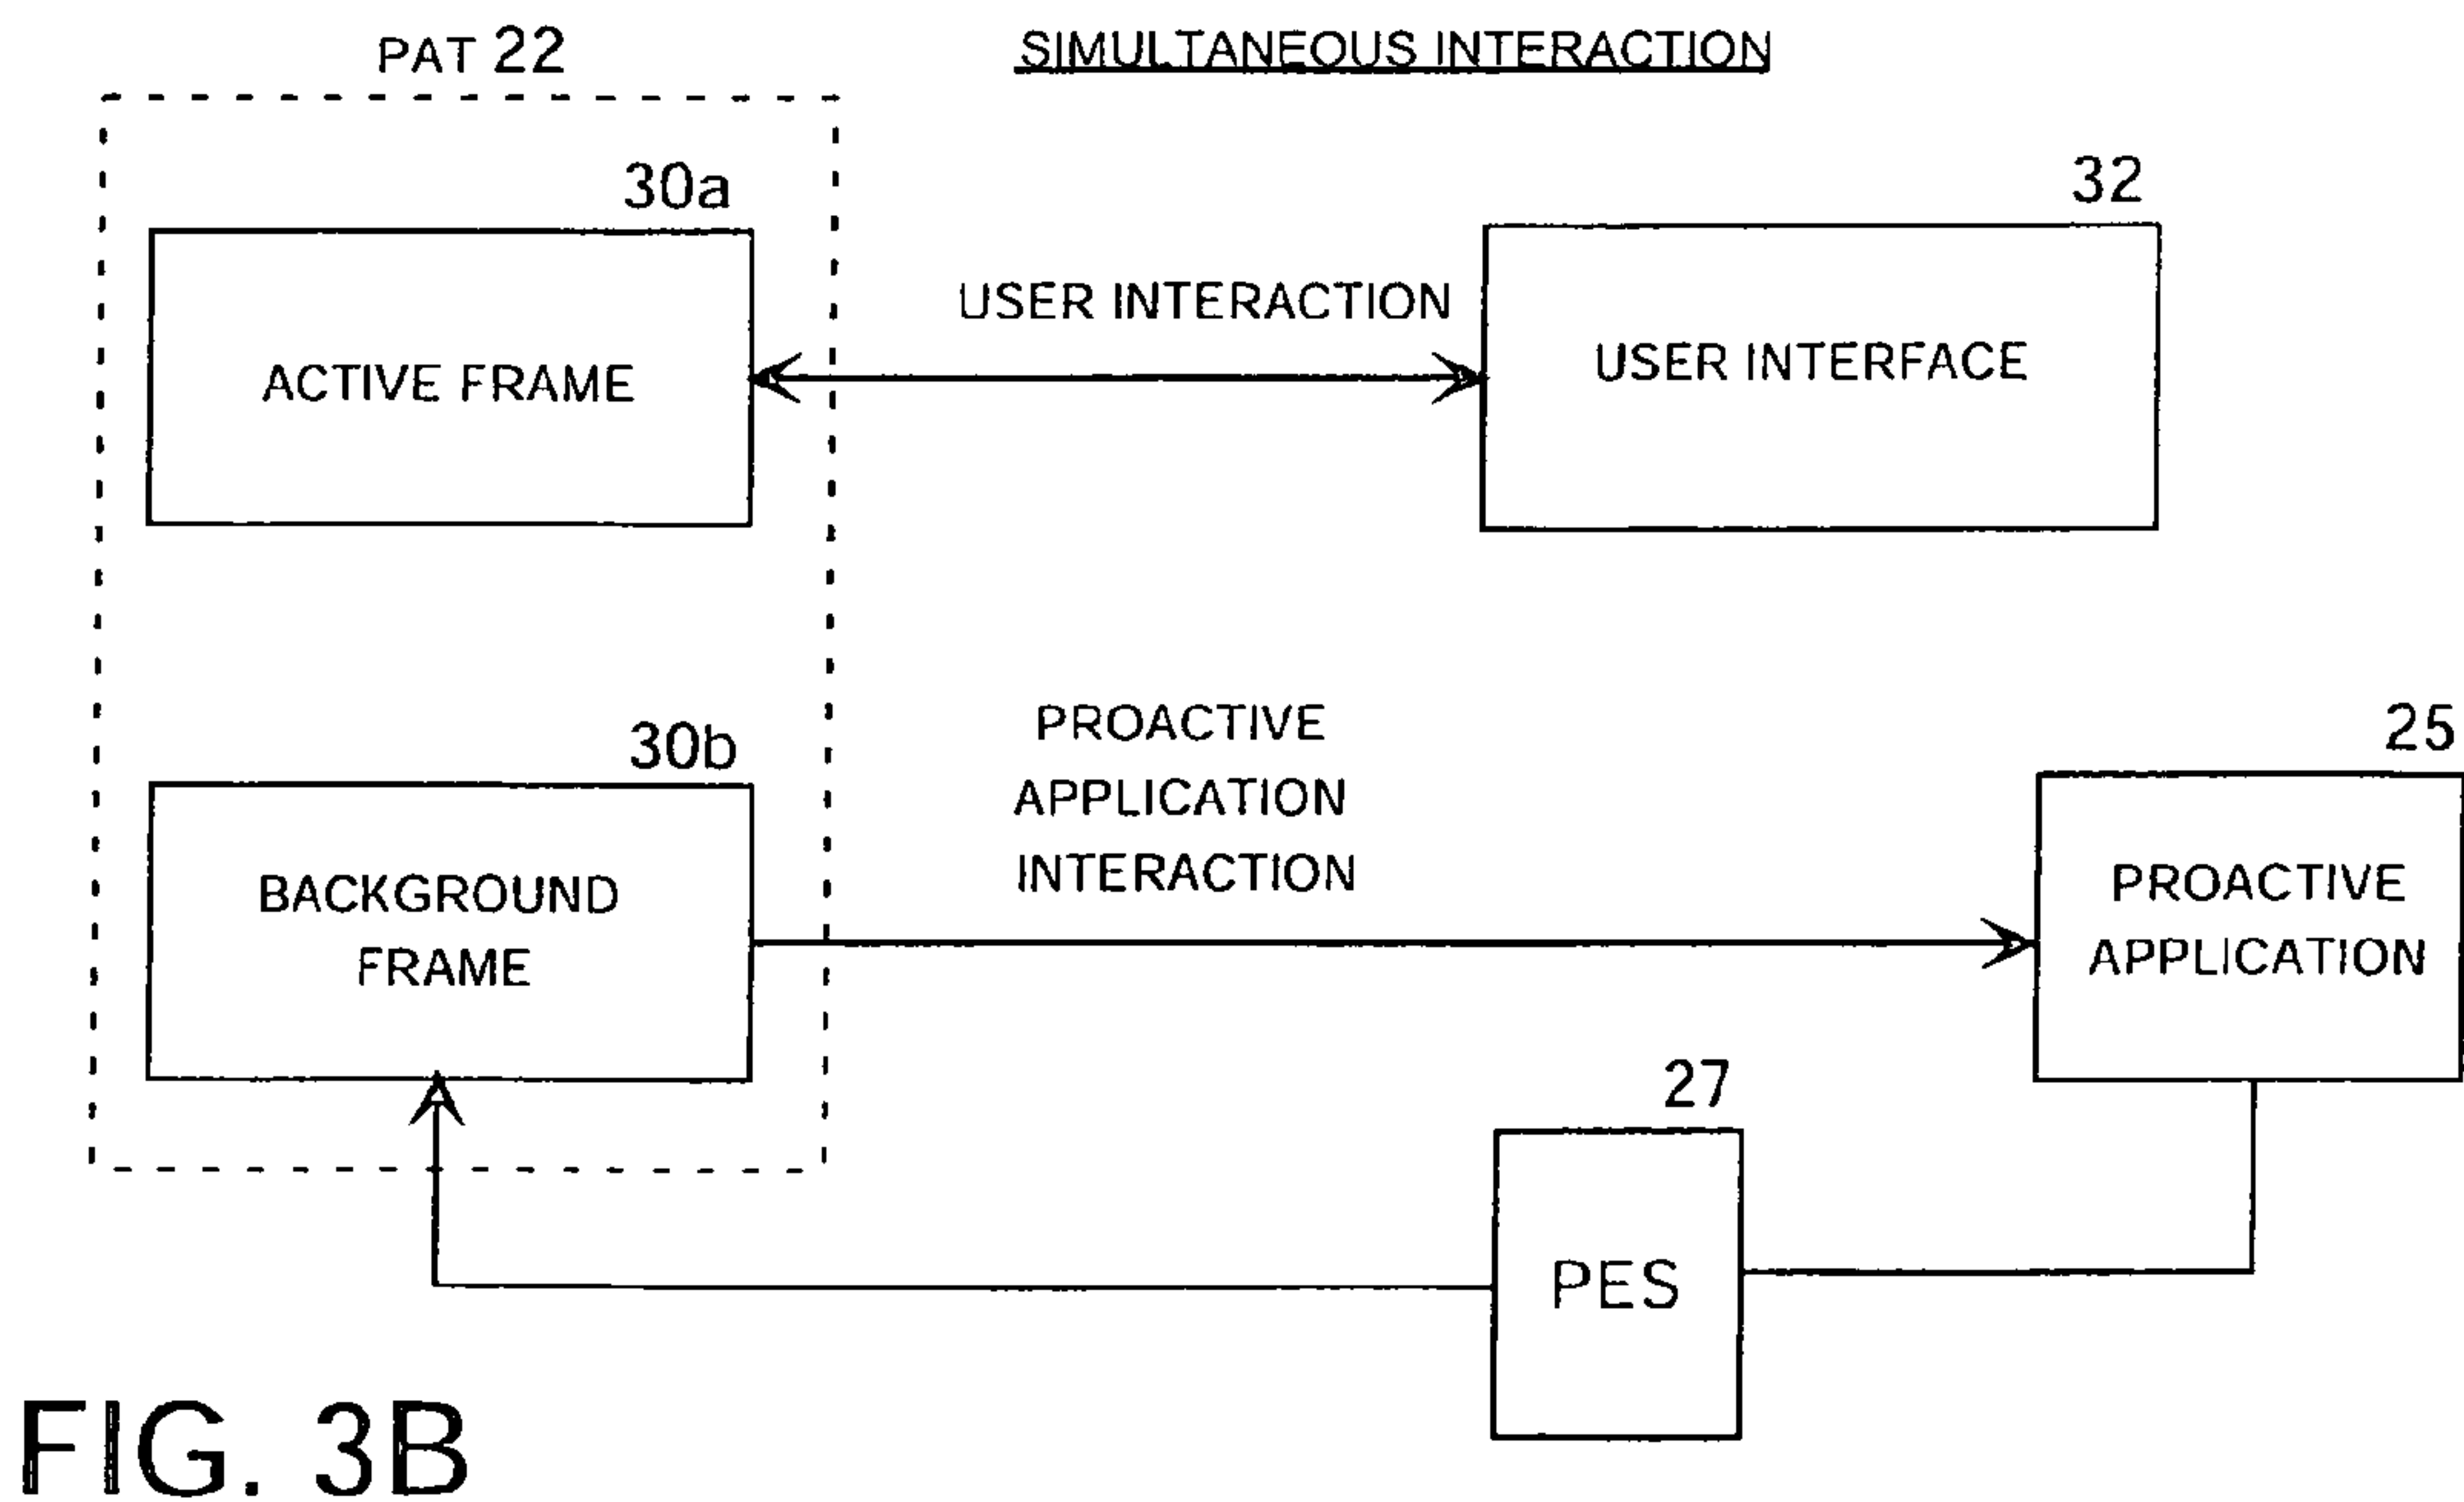 PAT 22
SIMULTANEOUS INTERACTION
30a
32
ACTIVE FRAME
USER INTERACTION
USER INTERFACE
30b
PROACTIVE
APPLICATION
INTERACTION
25
BACKGROUND
FRAME
PROACTIVE
APPLICATION
27
PES
FIG. 3B